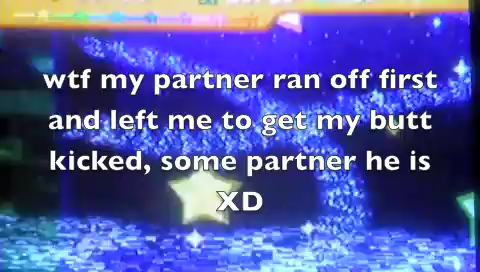 wtf my partner ran off first
and left me to get my butt
kicked, some partner he is
XD